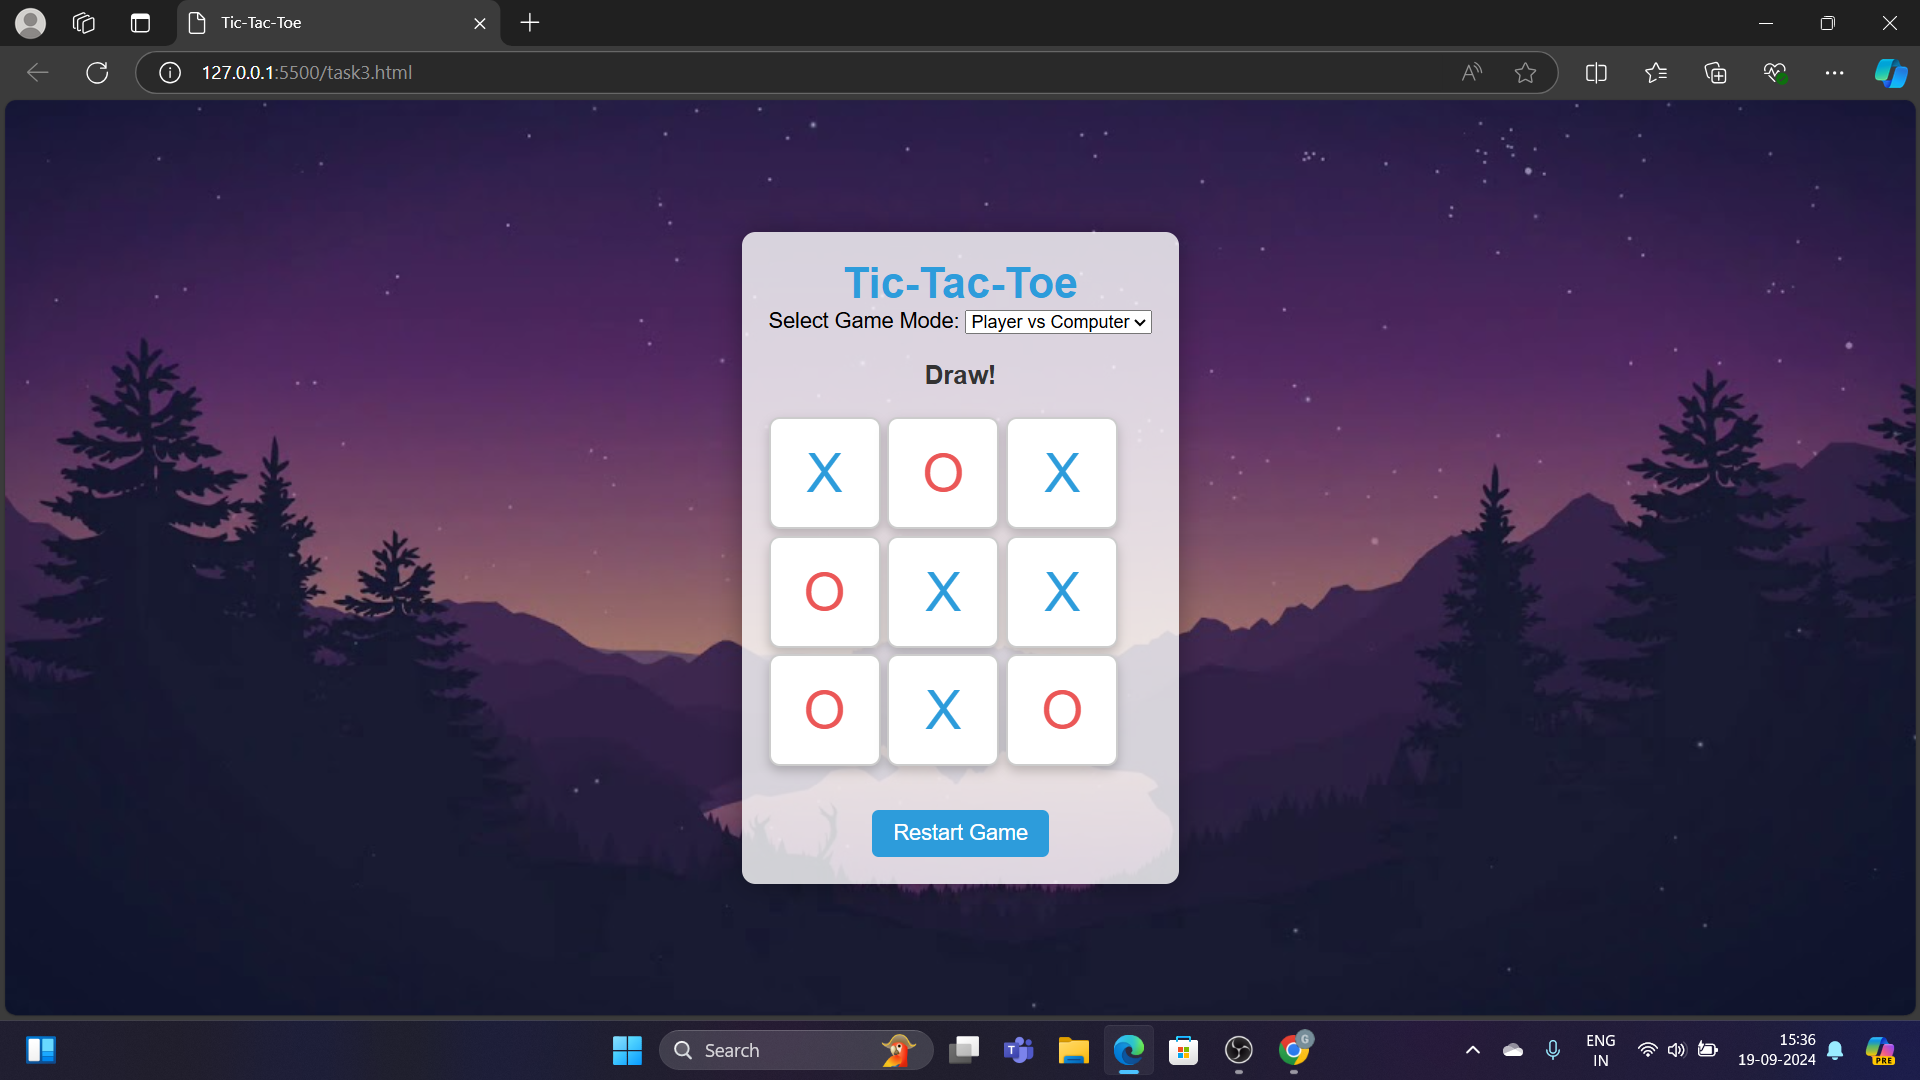 Tic-Tac-Toe
127.0.0.1:5500/task3.html
Tic-Tac-Toe
Select Game Mode: Player vs Computer
Draw!
X O X
O X X
O X O
Restart Game
Search
ENG
IN
15:36
19-09-2024
PRE
G